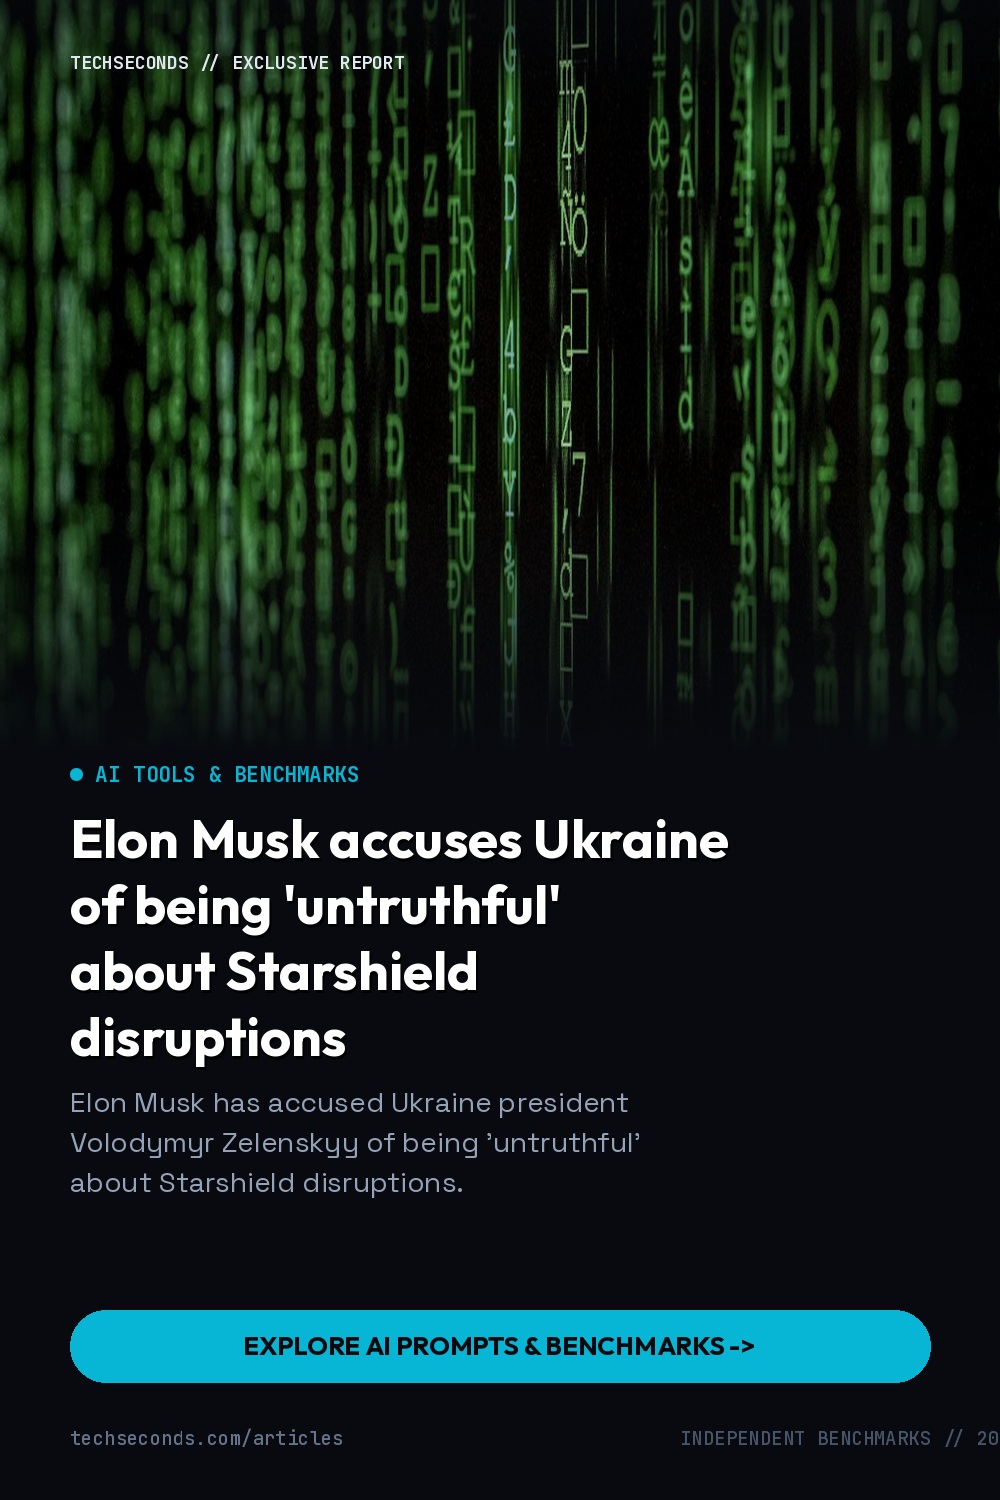 TECHSECONDS // EXCLUSIVE REPORT
AI TOOLS & BENCHMARKS
Elon Musk accuses Ukraine
of being 'untruthful'
about Starshield
disruptions
Elon Musk has accused Ukraine president
Volodymyr Zelenskyy of being 'untruthful'
about Starshield disruptions.
EXPLORE AI PROMPTS & BENCHMARKS ->
techseconds.com/articles
INDEPENDENT BENCHMARKS // 20